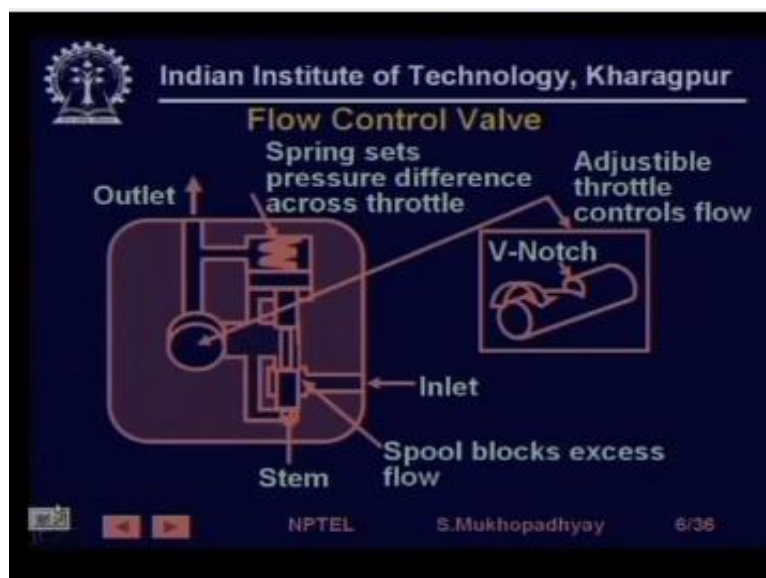 Indian Institute of Technology, Kharagpur
Flow Control Valve
Spring sets
pressure difference
across throttle
Outlet
Adjustible
throttle
controls flow
V-Notch
Inlet
Spool blocks excess
flow
Stem
NPTEL
S.Mukhopadhyay
6/36